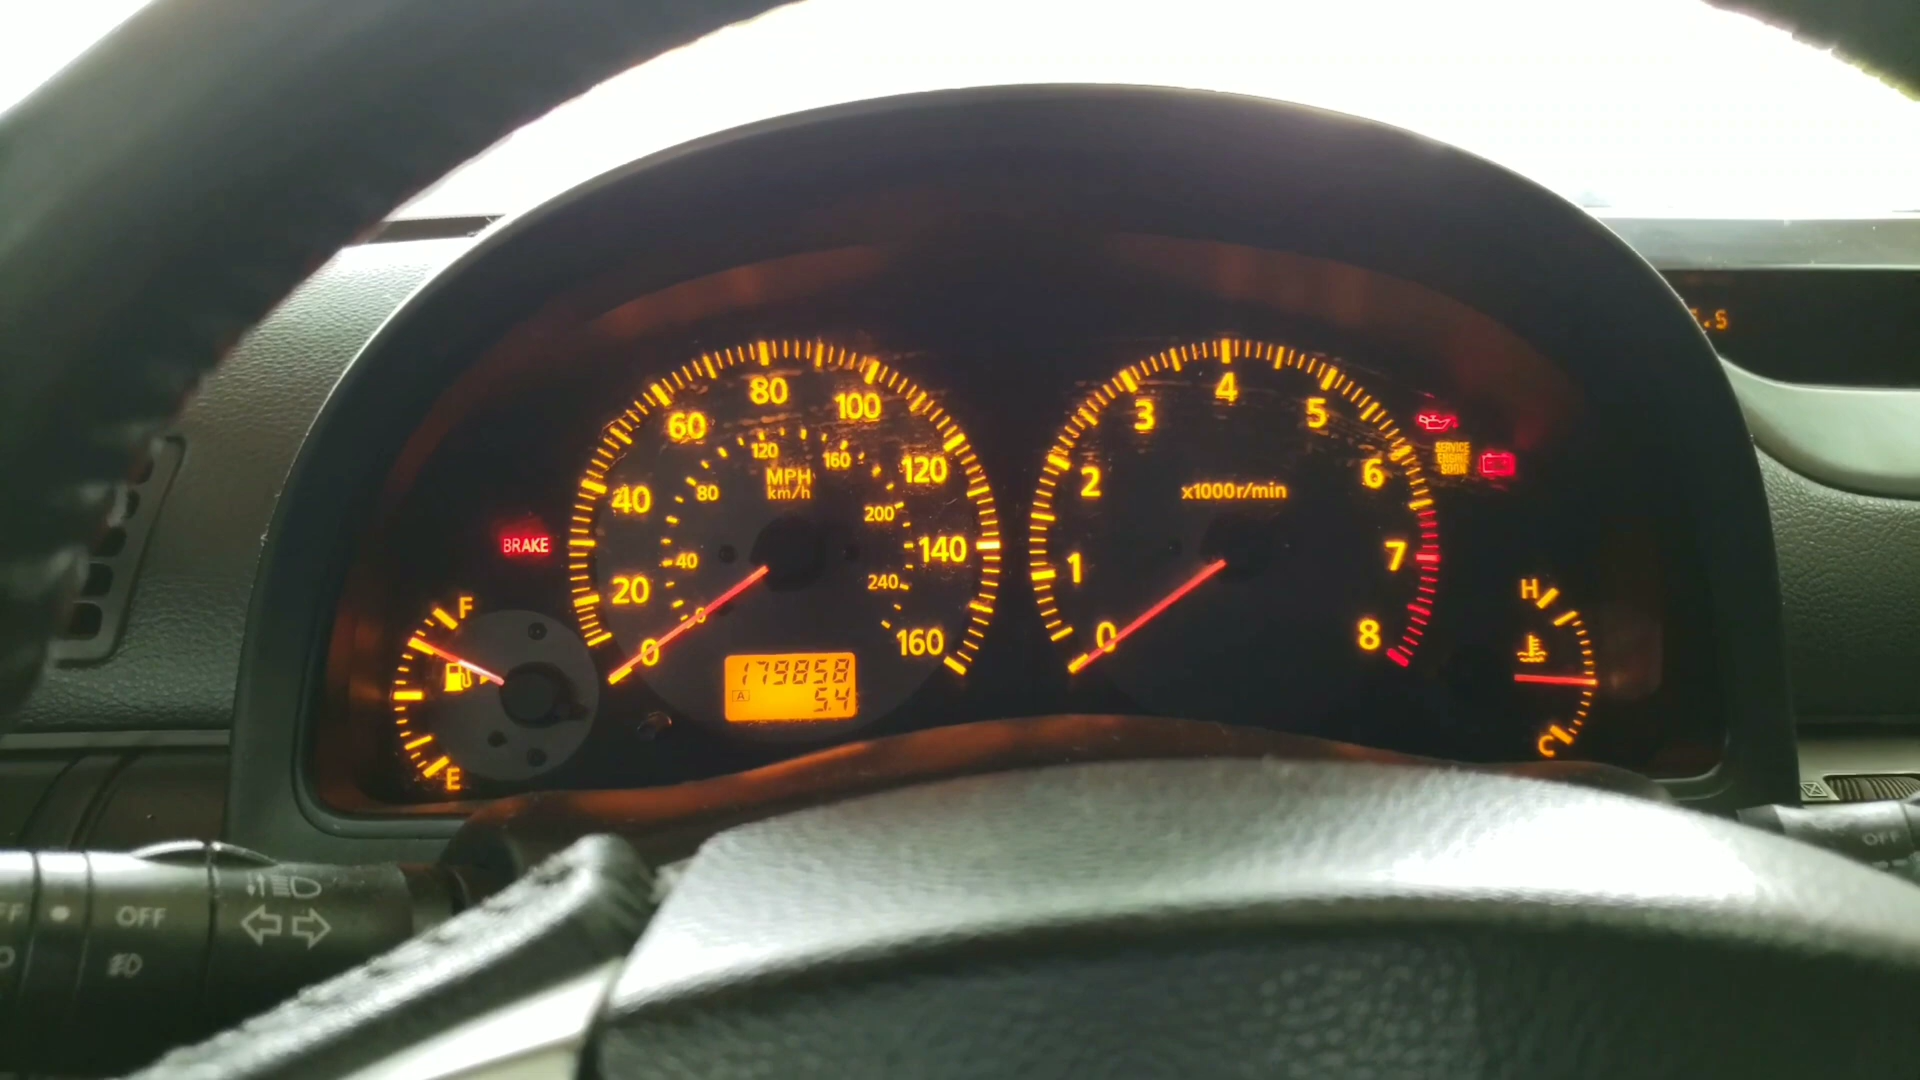 .S
80
60
100
120
160
40
80
MPH
km/h
200
120
140
20
40
240
0
0
160
179858
A
5.4
4
3
5
2
6
x1000r/min
1
7
0
8
SERVICE
ENGINE
SOON
BRAKE
F
E
H
C
OFF
OFF